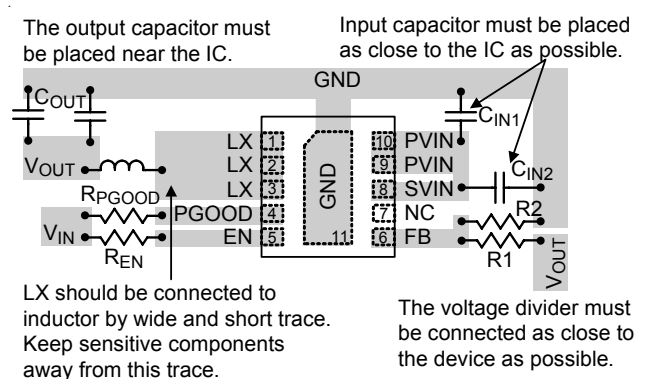 The output capacitor must
be placed near the IC.
Input capacitor must be placed
as close to the IC as possible.
GND
COUT
CIN1
LX 1
10 PVIN
LX 2
9 PVIN
VOUT
CIN2
LX 3
8 SVIN
GND
RPGOOD
PGOOD 4
7 NC
R2
VIN
EN 5
11
6 FB
REN
R1
VOUT
LX should be connected to
inductor by wide and short trace.
Keep sensitive components
away from this trace.
The voltage divider must
be connected as close to
the device as possible.